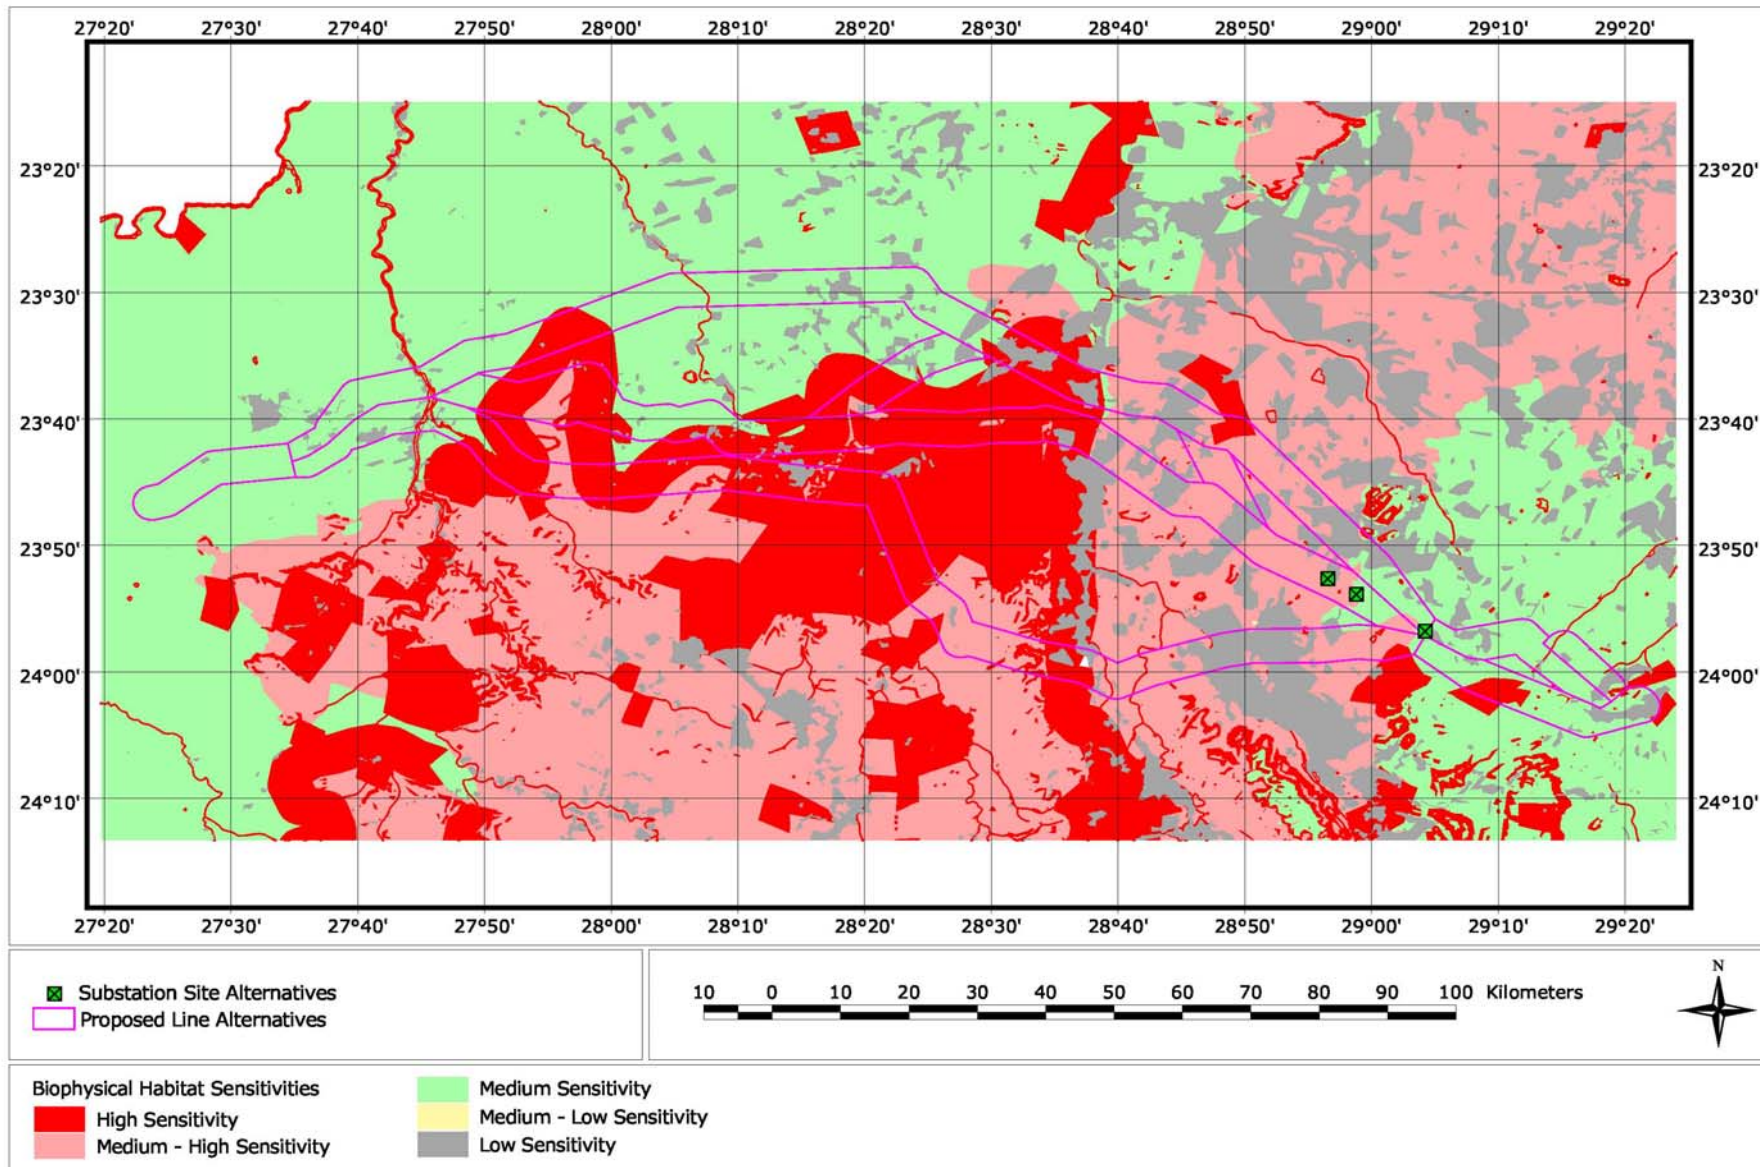 27°20' 27°30' 27°40' 27°50' 28°00' 28°10' 28°20' 28°30' 28°40' 28°50' 29°00' 29°10' 29°20'
23°20' 23°20'
23°30' 23°30'
23°40' 23°40'
23°50' 23°50'
24°00' 24°00'
24°10' 24°10'
27°20' 27°30' 27°40' 27°50' 28°00' 28°10' 28°20' 28°30' 28°40' 28°50' 29°00' 29°10' 29°20'
Substation Site Alternatives
Proposed Line Alternatives
10 0 10 20 30 40 50 60 70 80 90 100 Kilometers
N
Biophysical Habitat Sensitivities
High Sensitivity
Medium - High Sensitivity
Medium Sensitivity
Medium - Low Sensitivity
Low Sensitivity